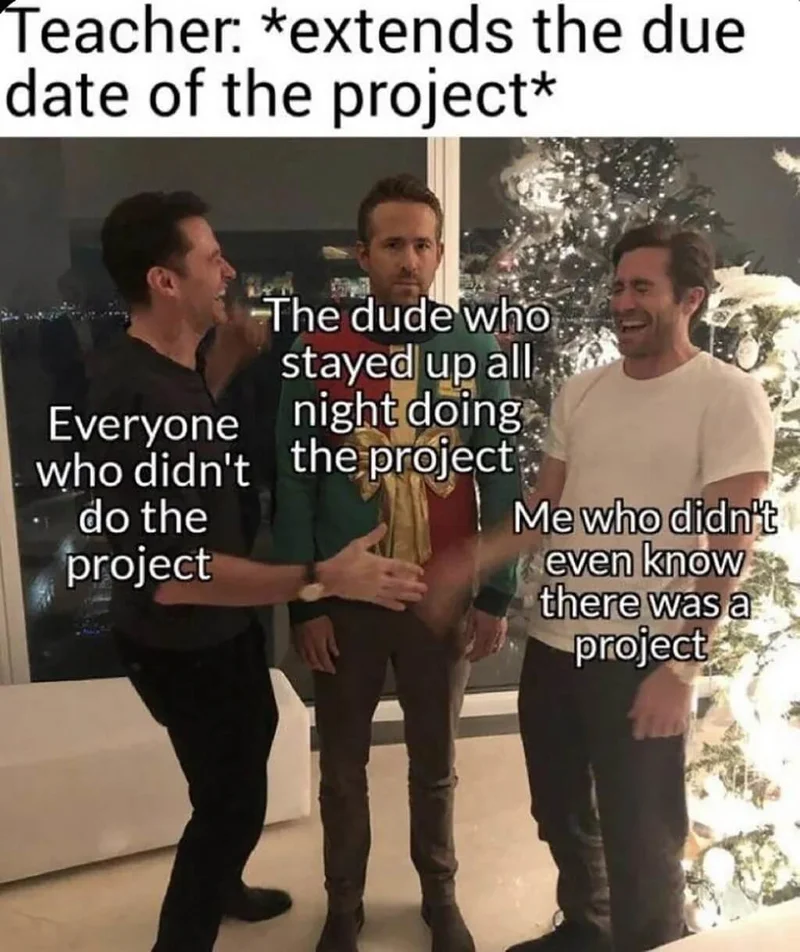 Teacher: *extends the due
date of the project*
The dude who
stayed up all
night doing
the project
Everyone
who didn't
do the
project
Me who didn't
even know
there was a
project